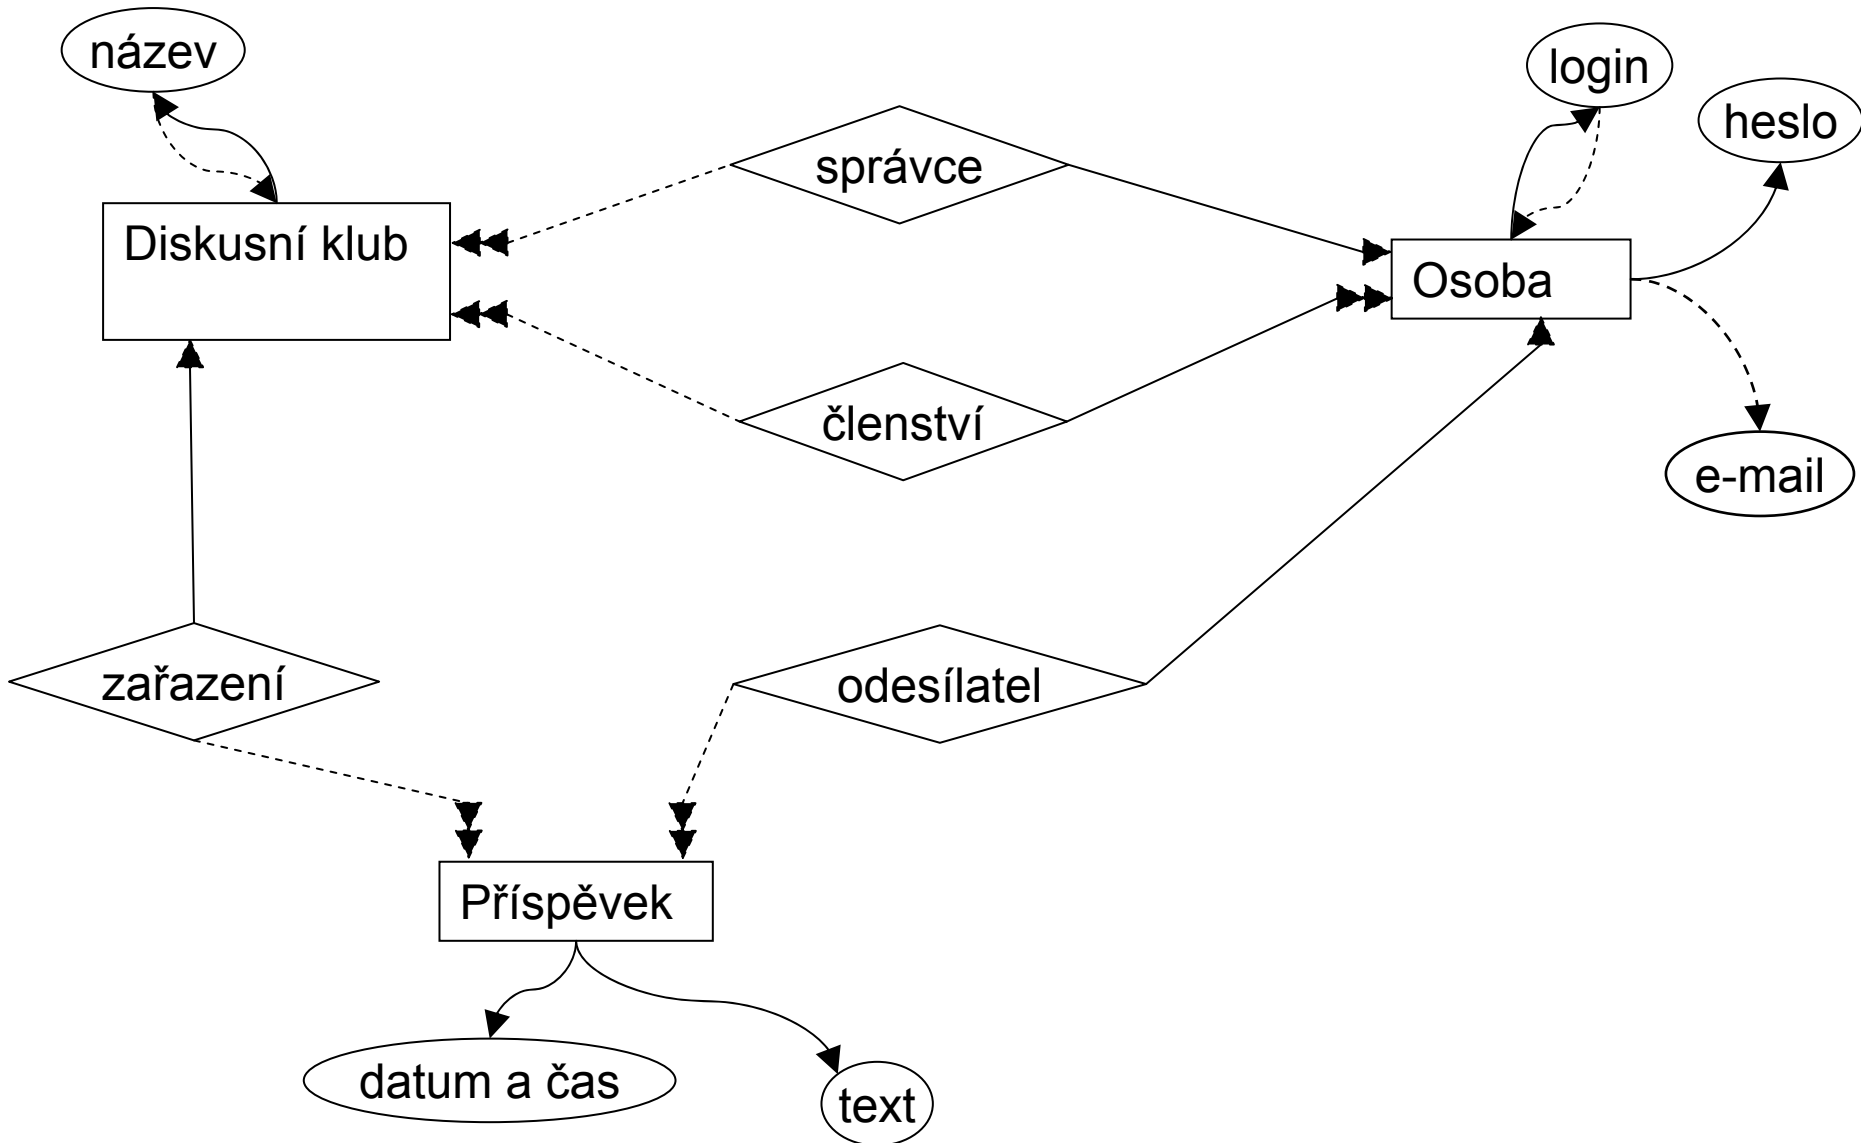 název
login
heslo
správce
Diskusní klub
Osoba
členství
e-mail
zařazení
odesílatel
Příspěvek
datum a čas
text